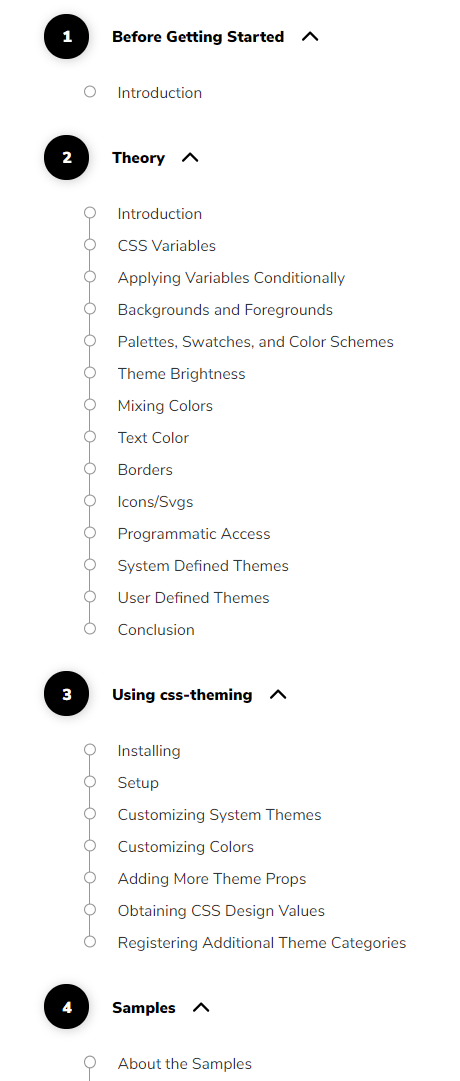 1 Before Getting Started
Introduction
2 Theory
Introduction
CSS Variables
Applying Variables Conditionally
Backgrounds and Foregrounds
Palettes, Swatches, and Color Schemes
Theme Brightness
Mixing Colors
Text Color
Borders
Icons/Svgs
Programmatic Access
System Defined Themes
User Defined Themes
Conclusion
3 Using css-theming
Installing
Setup
Customizing System Themes
Customizing Colors
Adding More Theme Props
Obtaining CSS Design Values
Registering Additional Theme Categories
4 Samples
About the Samples